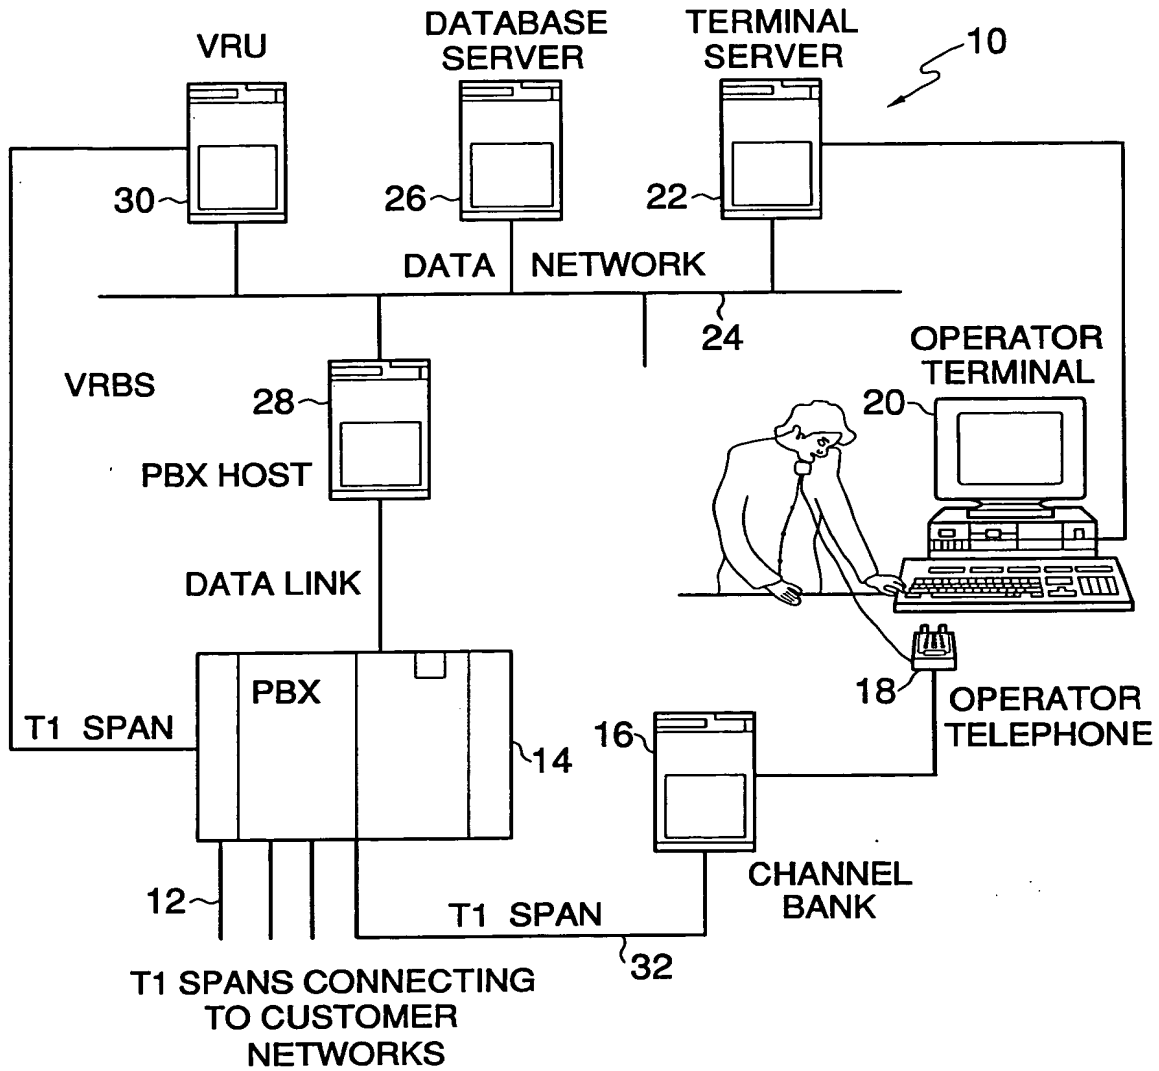 VRU
DATABASE
SERVER
TERMINAL
SERVER
10
30
26
22
DATA NETWORK
24
VRBS
28
PBX HOST
OPERATOR
TERMINAL
20
DATA LINK
PBX
T1 SPAN
14
16
18
OPERATOR
TELEPHONE
12
T1 SPAN
32
CHANNEL
BANK
T1 SPANS CONNECTING
TO CUSTOMER
NETWORKS